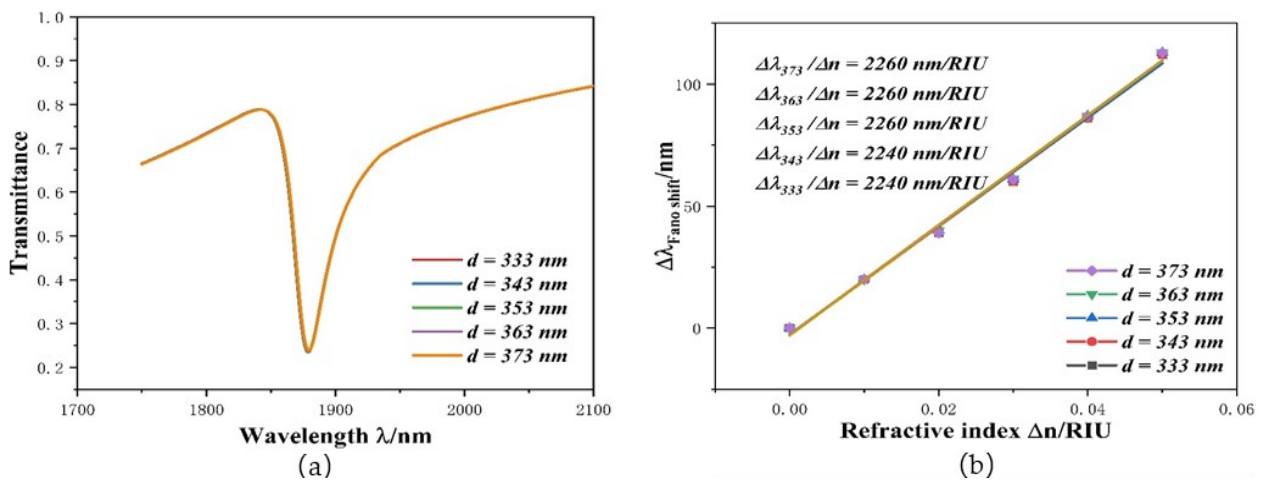 1.0
0.9
0.8
0.7
0.6
0.5
0.4
0.3
0.2
Transmittance
d = 333 nm
d = 343 nm
d = 353 nm
d = 363 nm
d = 373 nm
1700 1800 1900 2000 2100
Wavelength λ/nm
(a)
Δλ373 /Δn = 2260 nm/RIU
Δλ363 /Δn = 2260 nm/RIU
Δλ353 /Δn = 2260 nm/RIU
Δλ343 /Δn = 2240 nm/RIU
Δλ333 /Δn = 2240 nm/RIU
100
50
0
ΔλFano shift/nm
d = 373 nm
d = 363 nm
d = 353 nm
d = 343 nm
d = 333 nm
0.00 0.02 0.04 0.06
Refractive index Δn/RIU
(b)